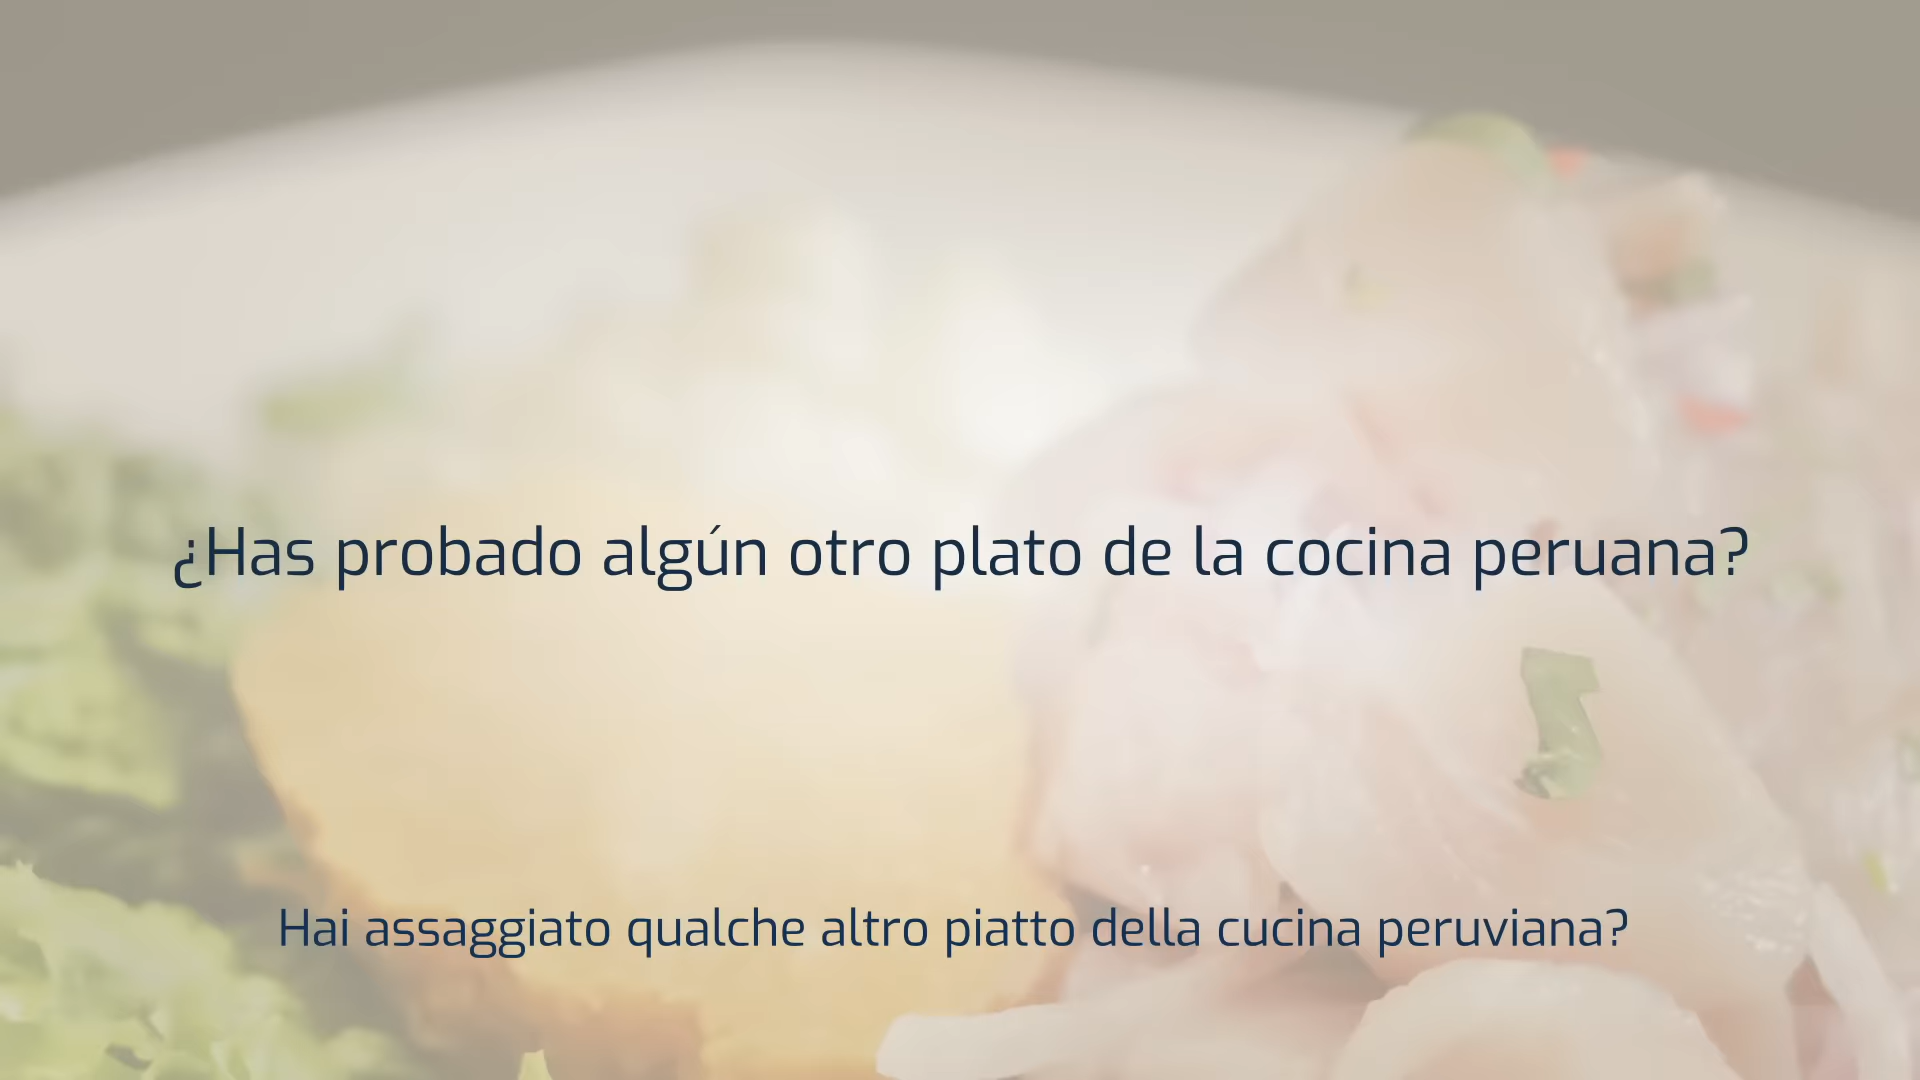 ¿Has probado algún otro plato de la cocina peruana?
Hai assaggiato qualche altro piatto della cucina peruviana?